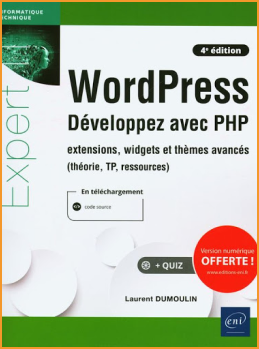 INFORMATIQUE
TECHNIQUE
Expert
4e édition
WordPress
Développez avec PHP
extensions, widgets et thèmes avancés
(théorie, TP, ressources)
En téléchargement
</>
code source
+ QUIZ
Version numérique
OFFERTE !
www.editions-eni.fr
Laurent DUMOULIN
eni